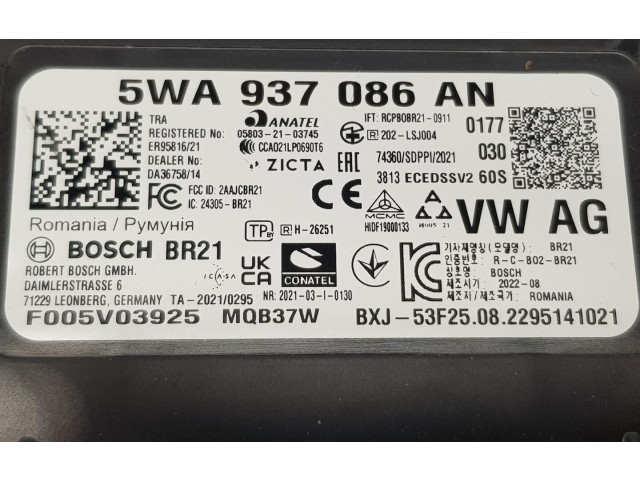 5WA 937 086 AN
TRA
REGISTERED No:
ER95816/21
DEALER No:
DA36758/14
ANATEL
05803-21-03745
CCAO21LP0690T6
ZICTA
IFT: RCPBOBR21-0911
R 202-LSJ004
74360/SDPPI/2021
3813 ECEDSSV2 60S
0177
030
FC FCC ID: 2AAJCBR21
IC: 24305-BR21
CE
EAC
MCMC
HIDF19000133
VW AG
Romania / Румунія
BOSCH BR21
ROBERT BOSCH GMBH.
DAIMLERSTRASSE 6
71229 LEONBERG, GERMANY
TA-2021/0295
ICASA
TP BY
R H-26251
UK CA
CONATEL
NR: 2021-03-I-0130
기자재명칭(모델명): BR21
인증번호: R-C-BO2-BR21
상호명: BOSCH
제조시기: 2022-08
제조자/제조국가: ROMANIA
F005V03925 MQB37W BXJ-53F25.08.2295141021